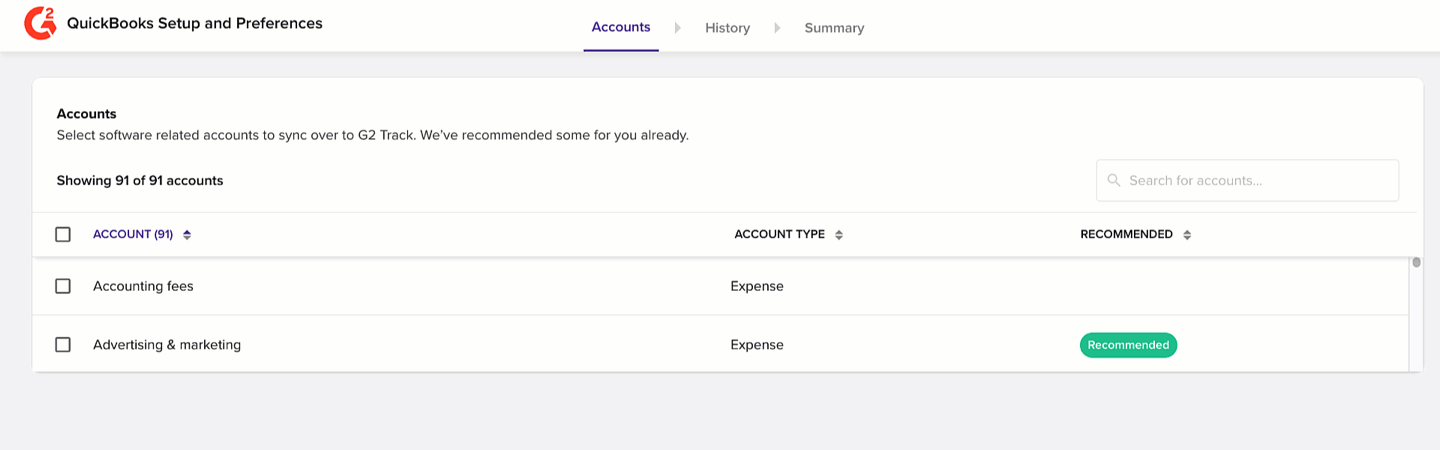 G2
QuickBooks Setup and Preferences
Accounts
History
Summary
Accounts
Select software related accounts to sync over to G2 Track. We've recommended some for you already.
Showing 91 of 91 accounts
Search for accounts...
ACCOUNT (91)
ACCOUNT TYPE
RECOMMENDED
Accounting fees
Expense
Advertising & marketing
Expense
Recommended